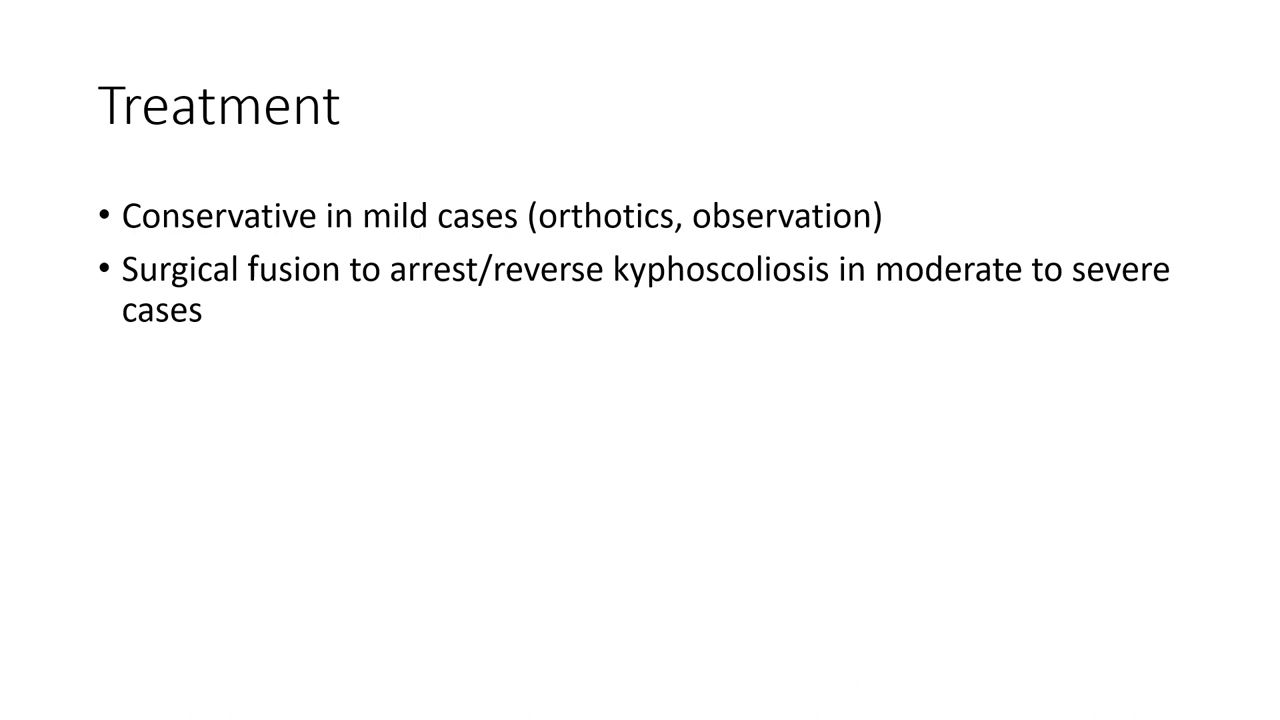 Treatment
• Conservative in mild cases (orthotics, observation)
• Surgical fusion to arrest/reverse kyphoscoliosis in moderate to severe
cases